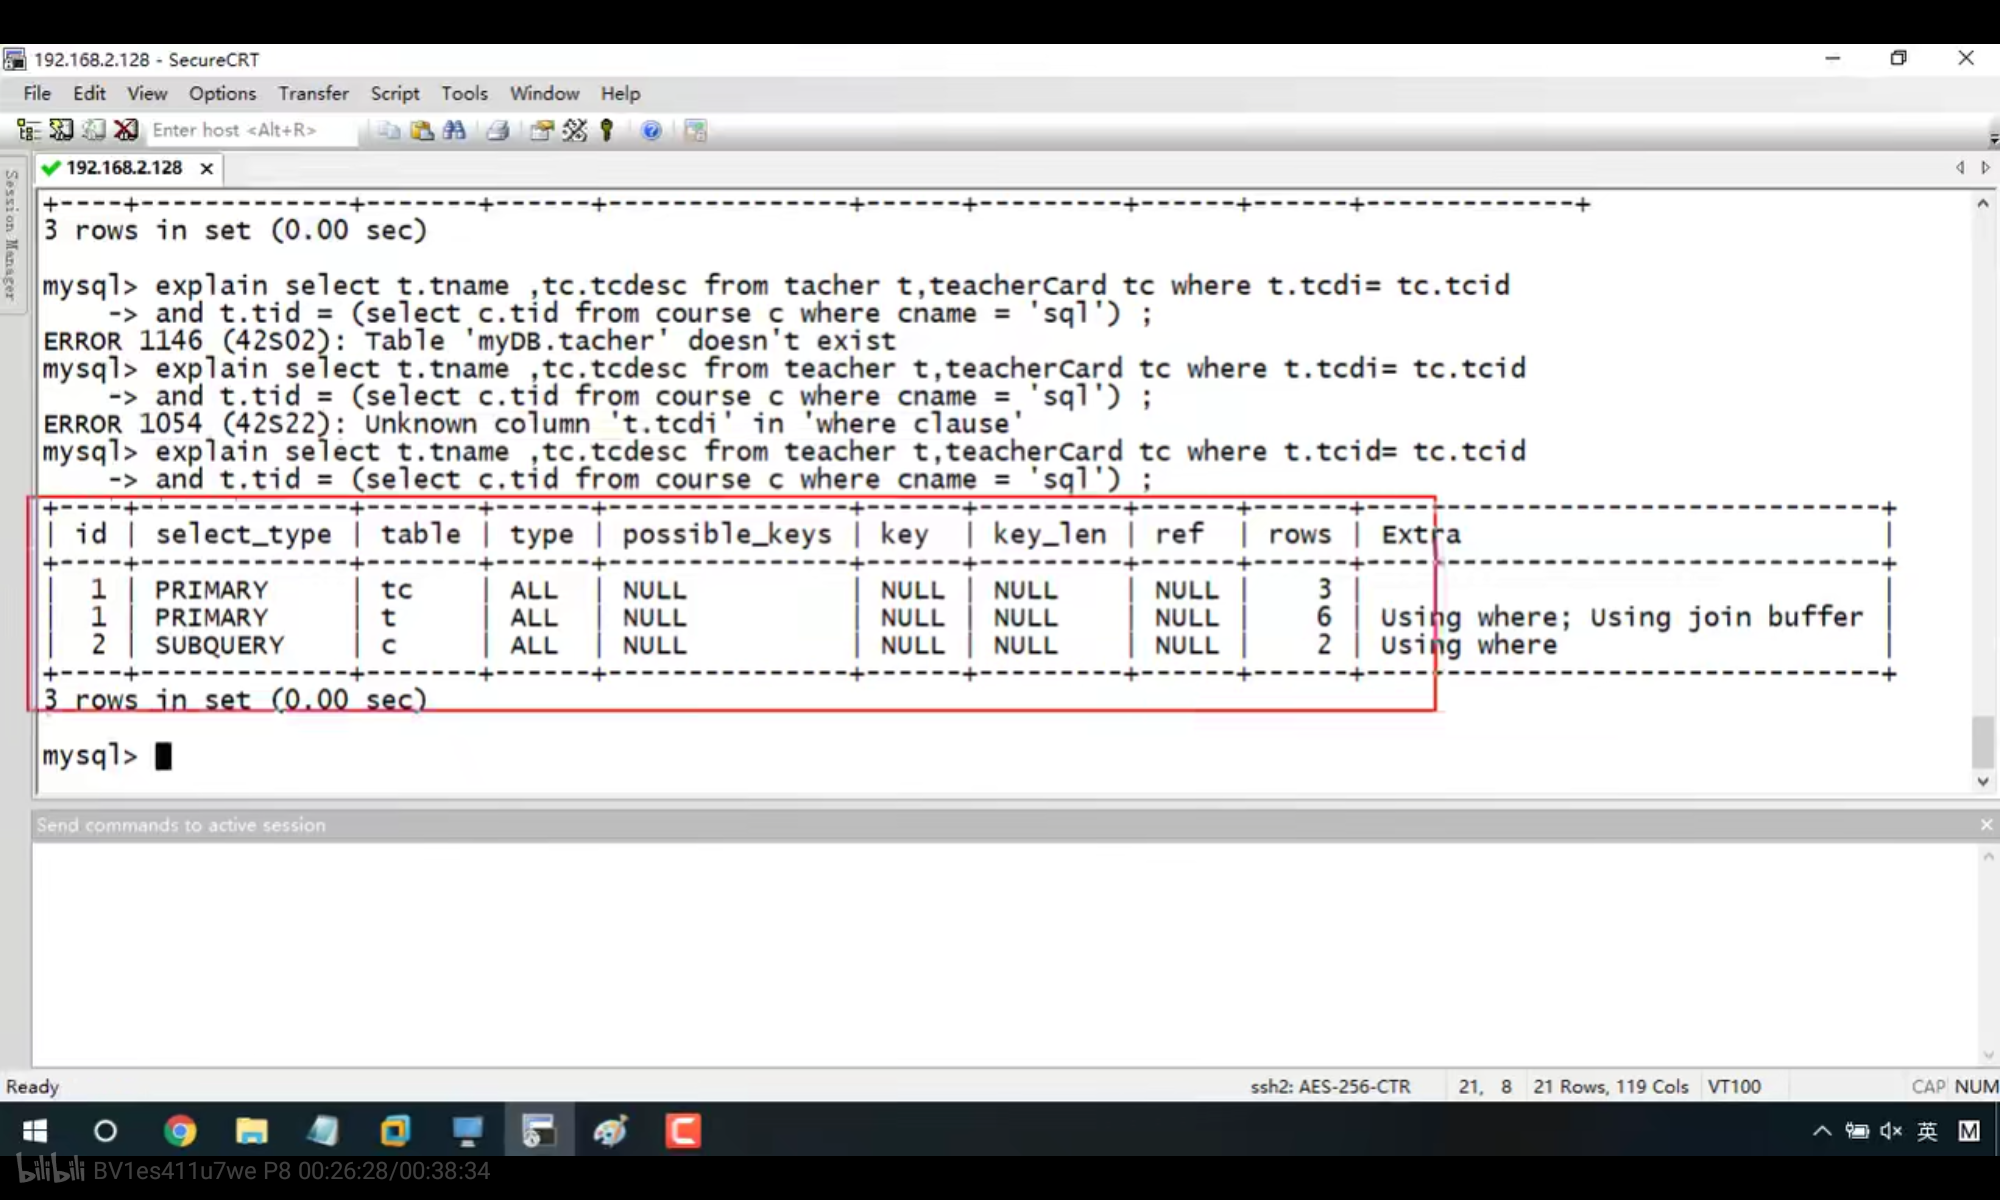 192.168.2.128 - SecureCRT
File Edit View Options Transfer Script Tools Window Help
Enter host <Alt+R>
Session Manager
192.168.2.128
+----+-------------+-------+------+---------------+------+---------+------+------+-------------+
3 rows in set (0.00 sec)
mysql> explain select t.tname ,tc.tcdesc from tacher t,teacherCard tc where t.tcdi= tc.tcid
    -> and t.tid = (select c.tid from course c where cname = 'sql') ;
ERROR 1146 (42S02): Table 'myDB.tacher' doesn't exist
mysql> explain select t.tname ,tc.tcdesc from teacher t,teacherCard tc where t.tcdi= tc.tcid
    -> and t.tid = (select c.tid from course c where cname = 'sql') ;
ERROR 1054 (42S22): Unknown column 't.tcdi' in 'where clause'
mysql> explain select t.tname ,tc.tcdesc from teacher t,teacherCard tc where t.tcid= tc.tcid
    -> and t.tid = (select c.tid from course c where cname = 'sql') ;
+----+-------------+-------+------+---------------+------+---------+------+------+--------------------------------+
| id | select_type | table | type | possible_keys | key  | key_len | ref  | rows | Extra                          |
+----+-------------+-------+------+---------------+------+---------+------+------+--------------------------------+
|  1 | PRIMARY     | tc    | ALL  | NULL          | NULL | NULL    | NULL |    3 |                                |
|  1 | PRIMARY     | t     | ALL  | NULL          | NULL | NULL    | NULL |    6 | Using where; Using join buffer |
|  2 | SUBQUERY    | c     | ALL  | NULL          | NULL | NULL    | NULL |    2 | Using where                    |
+----+-------------+-------+------+---------------+------+---------+------+------+--------------------------------+
3 rows in set (0.00 sec)
mysql>
Send commands to active session
Ready ssh2: AES-256-CTR 21, 8 21 Rows, 119 Cols VT100 CAP NUM
英 M
bilibili BV1es411u7we P8 00:26:28/00:38:34